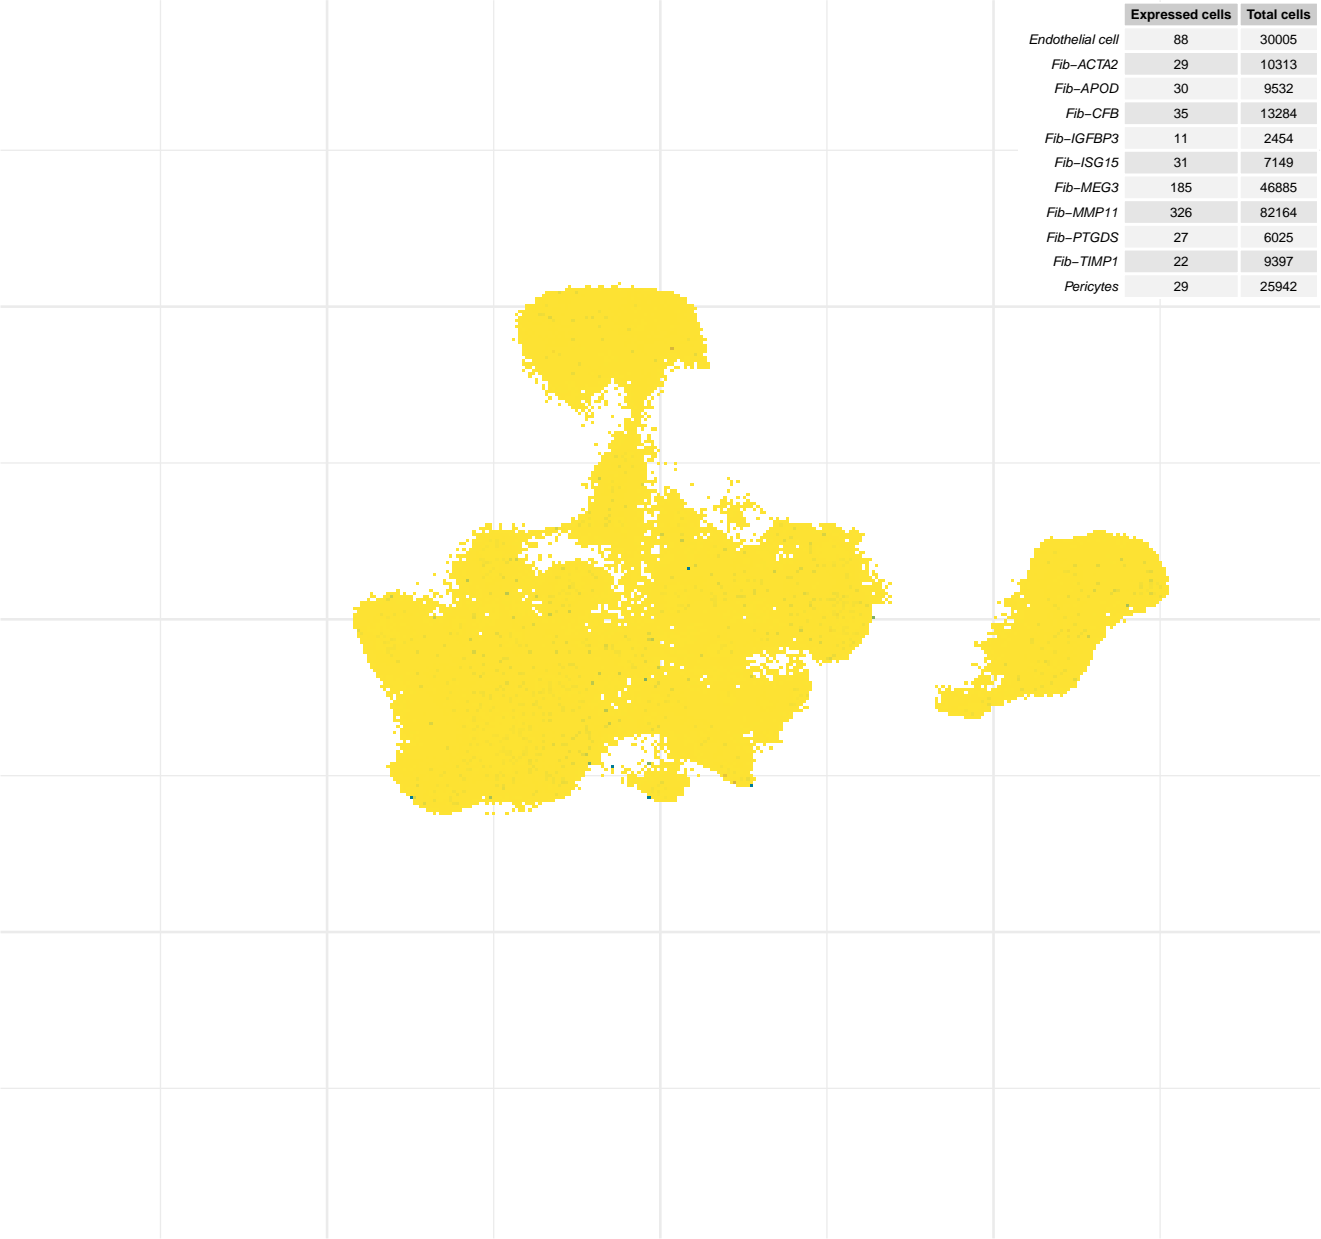 Expressed cells Total cells
Endothelial cell 88 30005
Fib−ACTA2 29 10313
Fib−APOD 30 9532
Fib−CFB 35 13284
Fib−IGFBP3 11 2454
Fib−ISG15 31 7149
Fib−MEG3 185 46885
Fib−MMP11 326 82164
Fib−PTGDS 27 6025
Fib−TIMP1 22 9397
Pericytes 29 25942